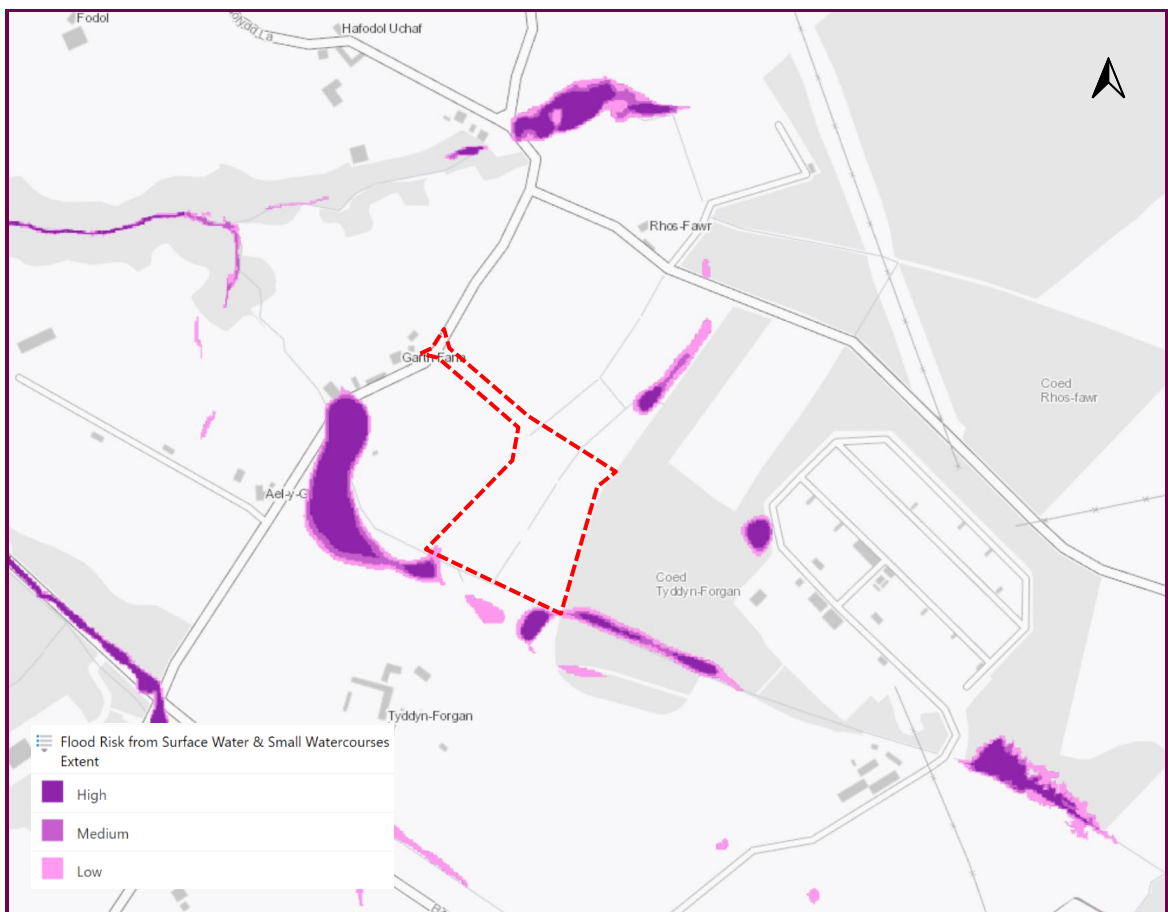 Fodol
Hafodol Uchaf
Rhos-Fawr
Garth Farm
Coed
Rhos-fawr
Ael-y-G
Coed
Tyddyn-Forgan
Tyddyn-Forgan
Flood Risk from Surface Water & Small Watercourses
Extent
High
Medium
Low